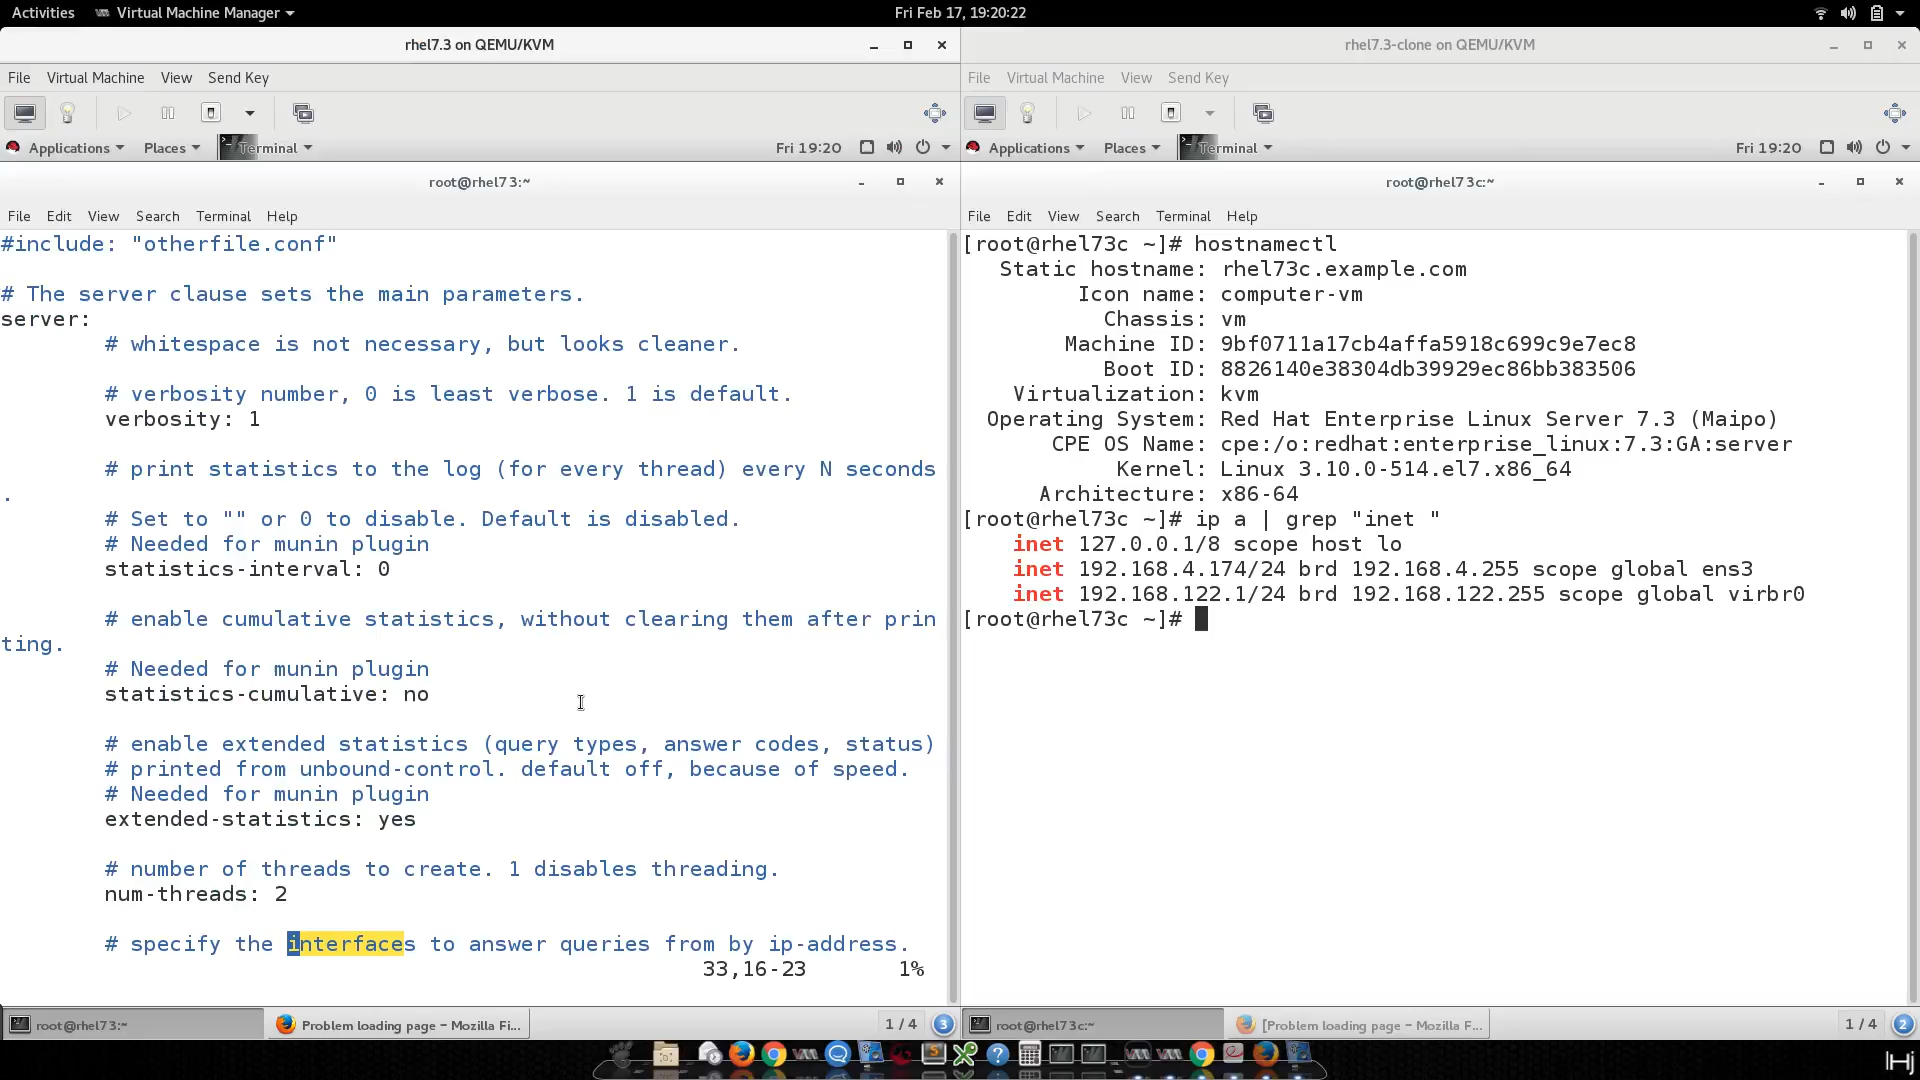 Activities Virtual Machine Manager Fri Feb 17, 19:20:22
rhel7.3 on QEMU/KVM
File Virtual Machine View Send Key
Applications Places Terminal Fri 19:20
root@rhel73:~
File Edit View Search Terminal Help
#include: "otherfile.conf"
# The server clause sets the main parameters.
server:
# whitespace is not necessary, but looks cleaner.
# verbosity number, 0 is least verbose. 1 is default.
verbosity: 1
# print statistics to the log (for every thread) every N seconds
.
# Set to "" or 0 to disable. Default is disabled.
# Needed for munin plugin
statistics-interval: 0
# enable cumulative statistics, without clearing them after prin
ting.
# Needed for munin plugin
statistics-cumulative: no
# enable extended statistics (query types, answer codes, status)
# printed from unbound-control. default off, because of speed.
# Needed for munin plugin
extended-statistics: yes
# number of threads to create. 1 disables threading.
num-threads: 2
# specify the interfaces to answer queries from by ip-address.
33,16-23 1%
root@rhel73:~ Problem loading page - Mozilla Fi... 1 / 4 3
rhel7.3-clone on QEMU/KVM
File Virtual Machine View Send Key
Applications Places Terminal Fri 19:20
root@rhel73c:~
File Edit View Search Terminal Help
[root@rhel73c ~]# hostnamectl
Static hostname: rhel73c.example.com
Icon name: computer-vm
Chassis: vm
Machine ID: 9bf0711a17cb4affa5918c699c9e7ec8
Boot ID: 8826140e38304db39929ec86bb383506
Virtualization: kvm
Operating System: Red Hat Enterprise Linux Server 7.3 (Maipo)
CPE OS Name: cpe:/o:redhat:enterprise_linux:7.3:GA:server
Kernel: Linux 3.10.0-514.el7.x86_64
Architecture: x86-64
[root@rhel73c ~]# ip a | grep "inet "
inet 127.0.0.1/8 scope host lo
inet 192.168.4.174/24 brd 192.168.4.255 scope global ens3
inet 192.168.122.1/24 brd 192.168.122.255 scope global virbr0
[root@rhel73c ~]#
root@rhel73c:~ [Problem loading page - Mozilla F... 1 / 4 2